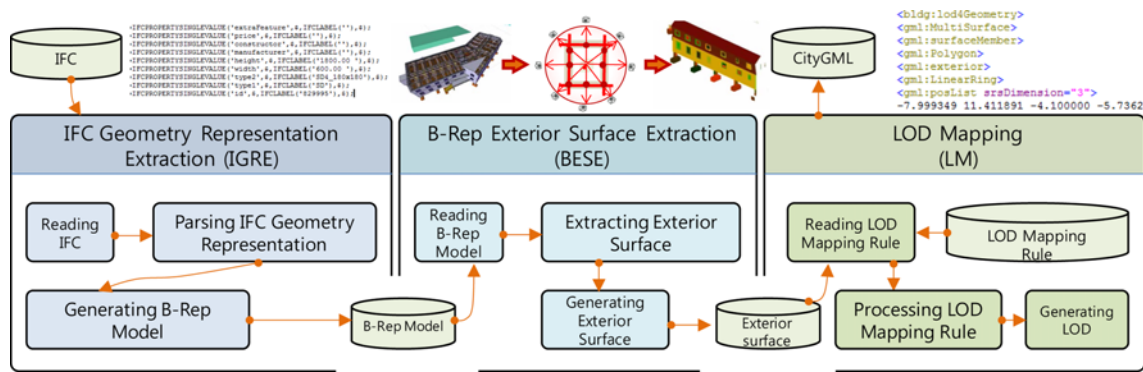 IFC
-IFCPROPERTYSINGLEVALUE('extraFeature',$,IFCLABEL(''),$);
-IFCPROPERTYSINGLEVALUE('price',$,IFCLABEL(''),$);
-IFCPROPERTYSINGLEVALUE('constructor',$,IFCLABEL(''),$);
-IFCPROPERTYSINGLEVALUE('manufacturer',$,IFCLABEL(''),$);
-IFCPROPERTYSINGLEVALUE('height',$,IFCLABEL('1800.00 '),$);
-IFCPROPERTYSINGLEVALUE('width',$,IFCLABEL('600.00 '),$);
-IFCPROPERTYSINGLEVALUE('type2',$,IFCLABEL('SD4_180x180'),$);
-IFCPROPERTYSINGLEVALUE('type1',$,IFCLABEL('SD'),$);
-IFCPROPERTYSINGLEVALUE('id',$,IFCLABEL('829995'),$);
CityGML
<bldg:lod4Geometry>
<gml:MultiSurface>
<gml:surfaceMember>
<gml:Polygon>
<gml:exterior>
<gml:LinearRing>
<gml:posList srsDimension="3">
-7.999349 11.411891 -4.100000 -5.7362
IFC Geometry Representation
Extraction (IGRE)
B-Rep Exterior Surface Extraction
(BESE)
LOD Mapping
(LM)
Reading
IFC
Parsing IFC Geometry
Representation
Generating B-Rep
Model
B-Rep Model
Reading
B-Rep
Model
Extracting Exterior
Surface
Generating
Exterior
Surface
Exterior
surface
Reading LOD
Mapping Rule
LOD Mapping
Rule
Processing LOD
Mapping Rule
Generating
LOD